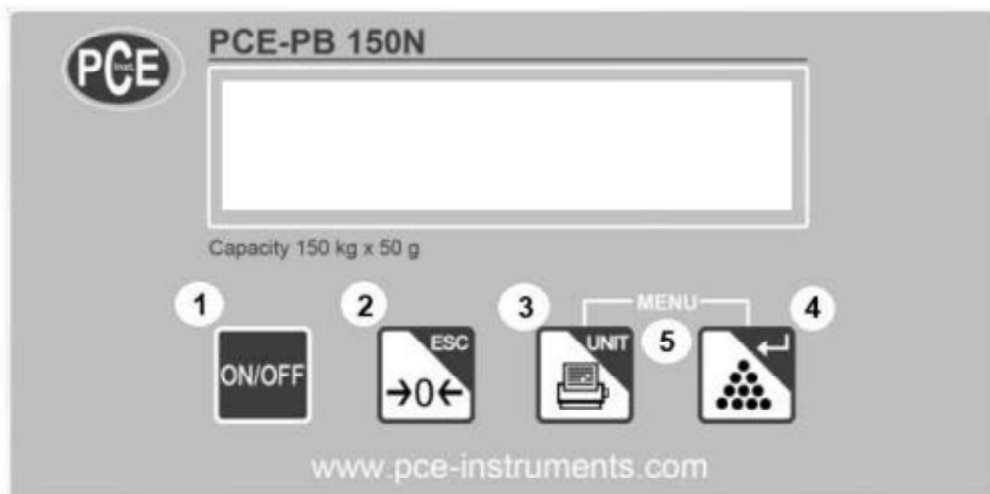 PCE
Inst.
PCE-PB 150N
Capacity 150 kg x 50 g
1
2
3
MENU
4
5
ON/OFF
ESC
→0←
UNIT
www.pce-instruments.com